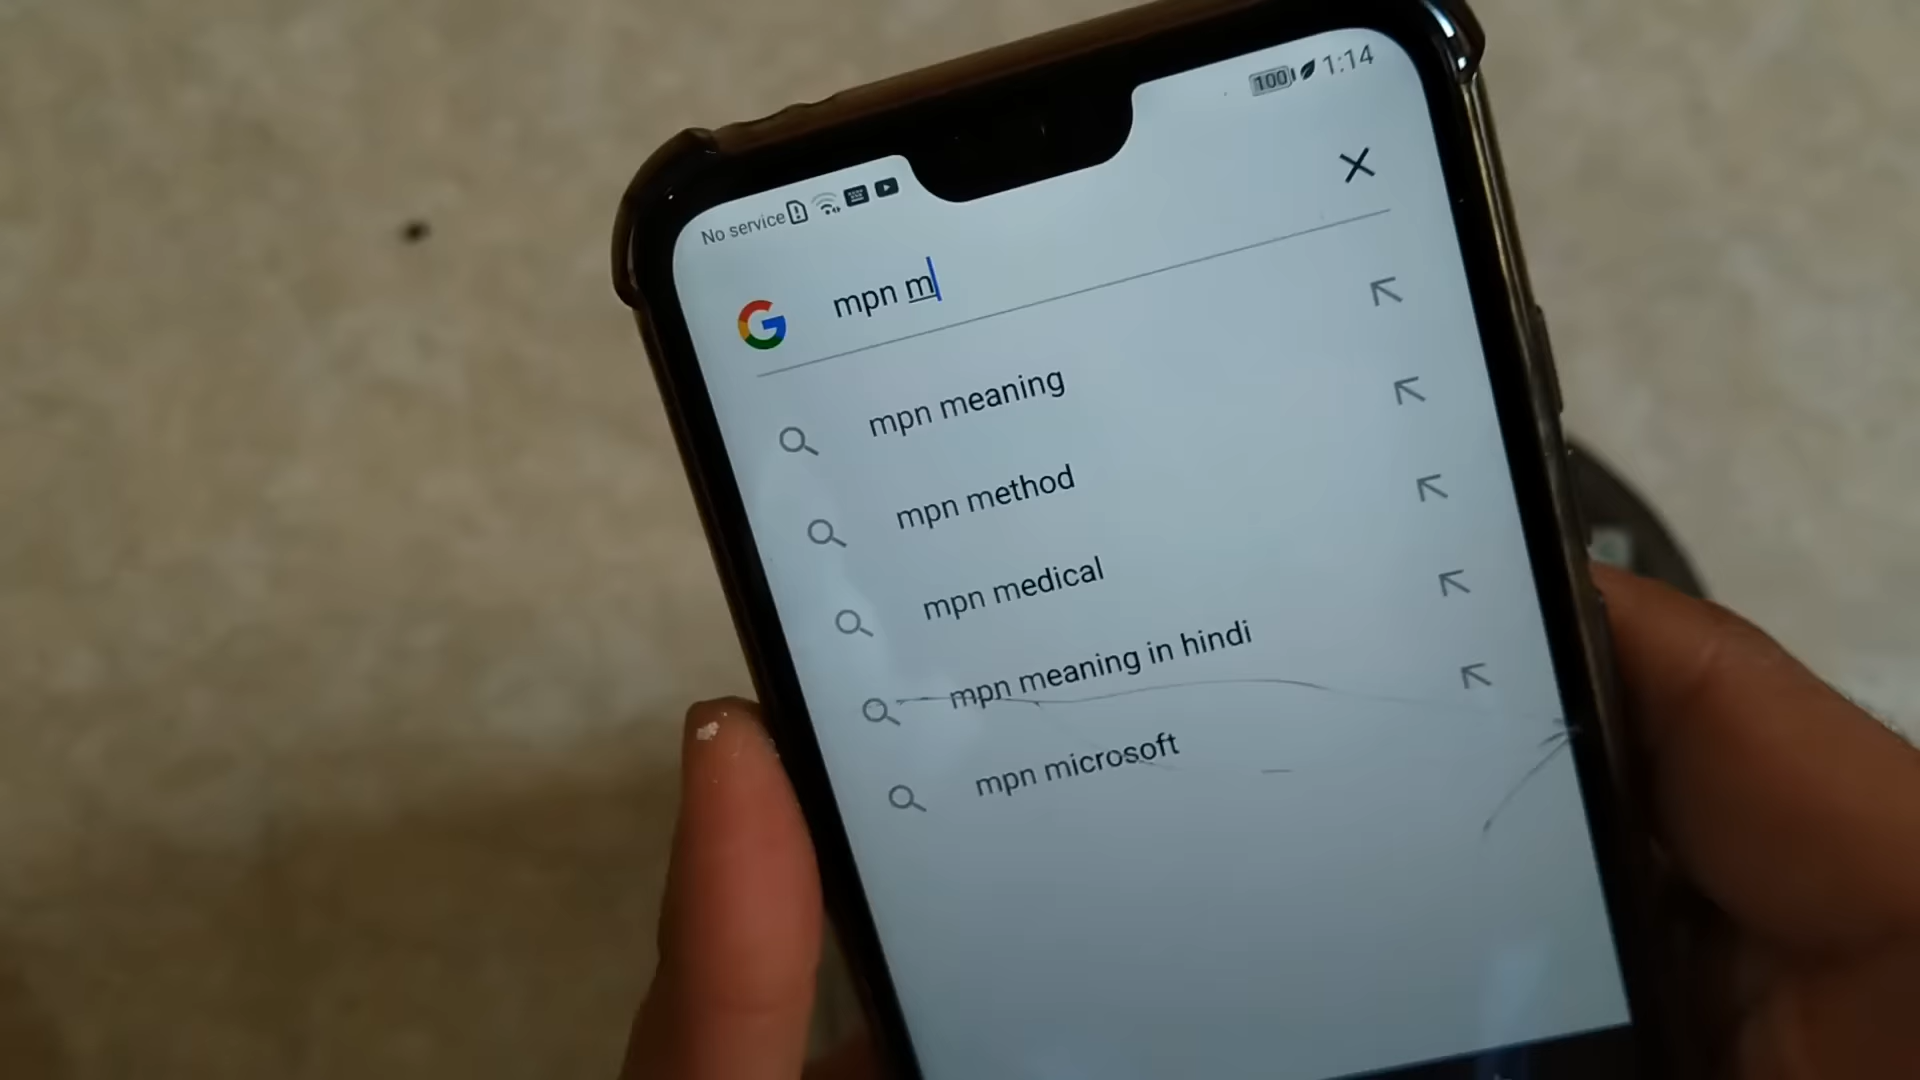 No service 100 1:14
mpn m
mpn meaning
mpn method
mpn medical
mpn meaning in hindi
mpn microsoft